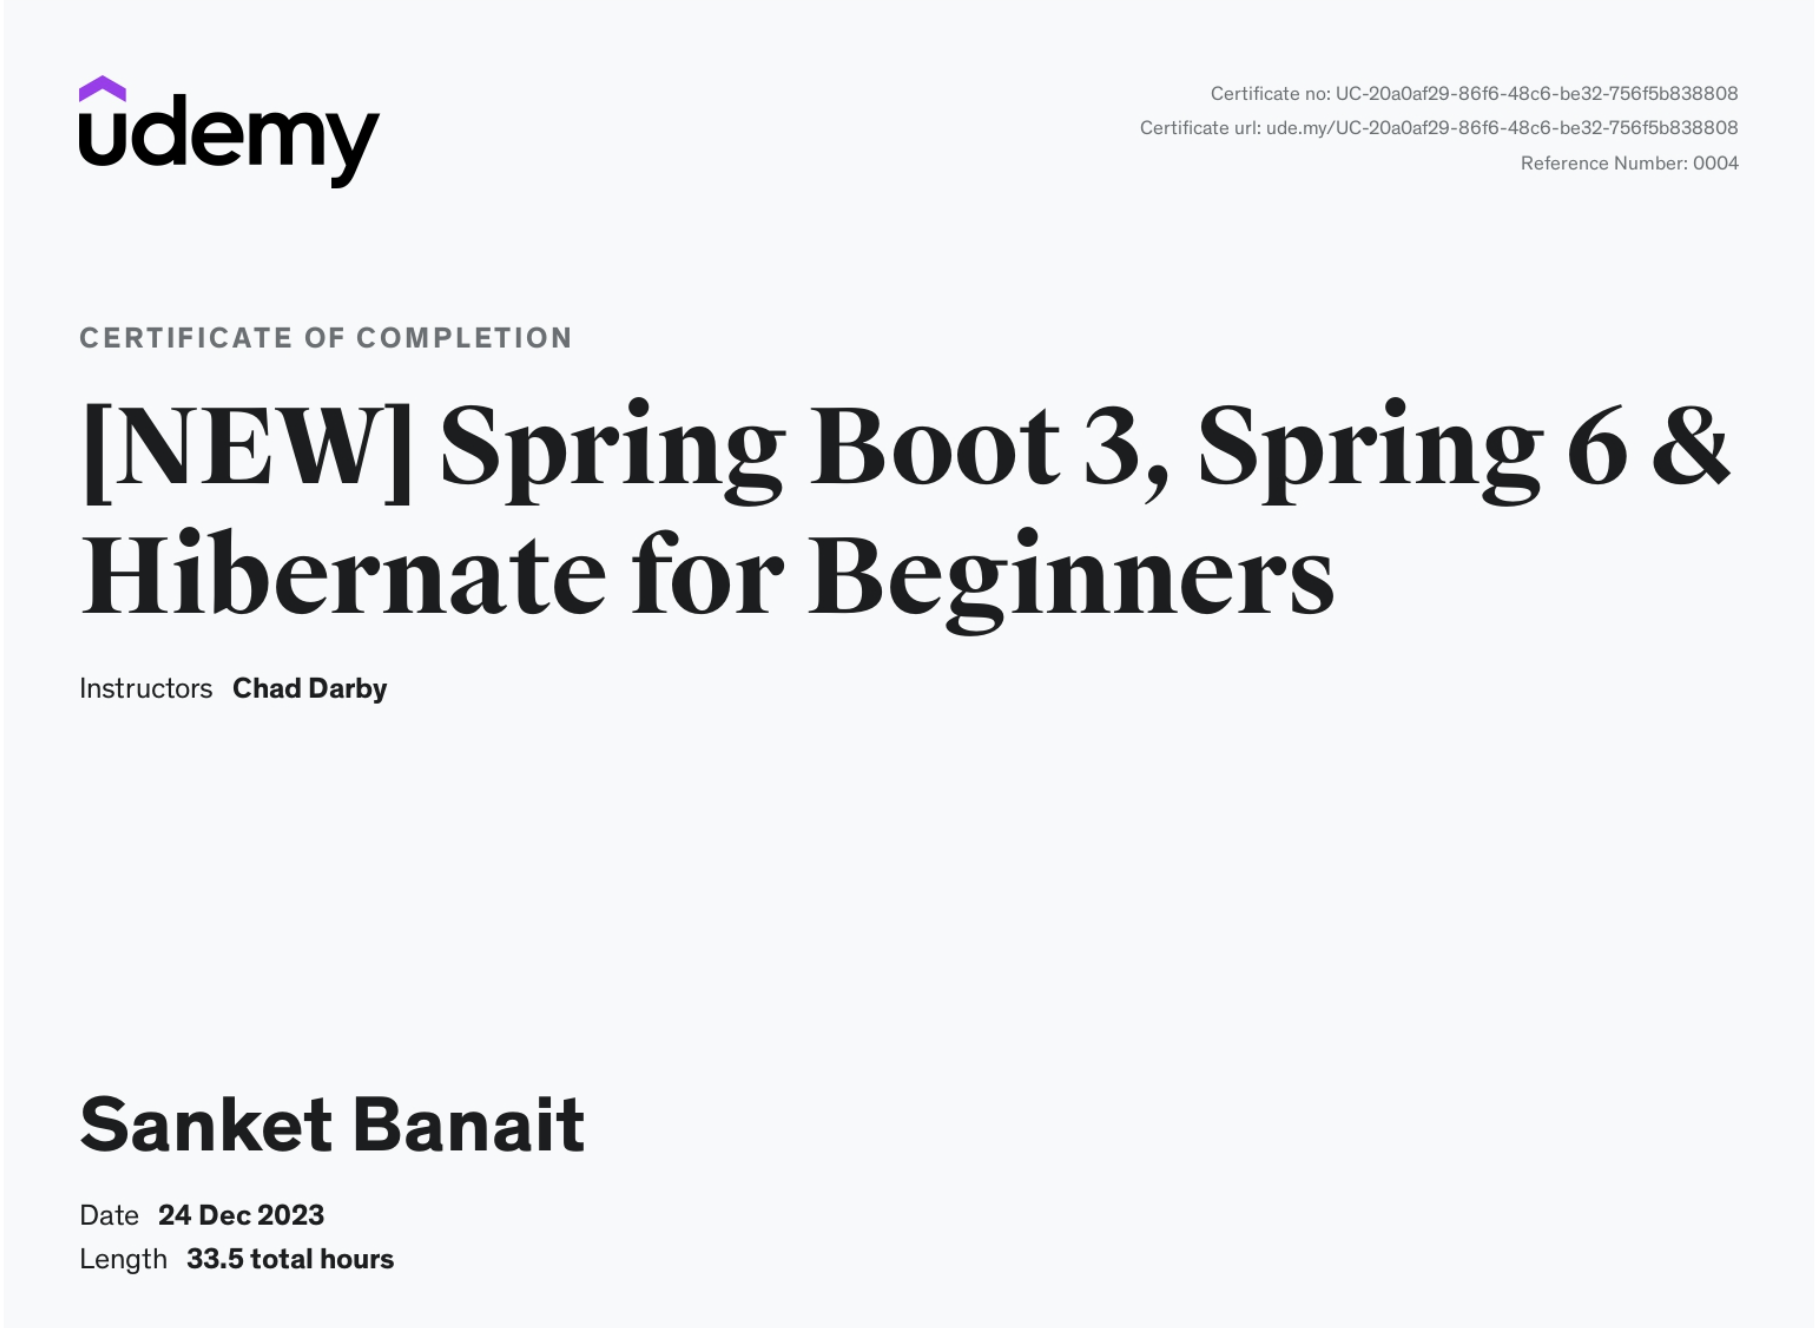 udemy
Certificate no: UC-20a0af29-86f6-48c6-be32-756f5b838808
Certificate url: ude.my/UC-20a0af29-86f6-48c6-be32-756f5b838808
Reference Number: 0004
CERTIFICATE OF COMPLETION
[NEW] Spring Boot 3, Spring 6 &
Hibernate for Beginners
Instructors Chad Darby
Sanket Banait
Date 24 Dec 2023
Length 33.5 total hours